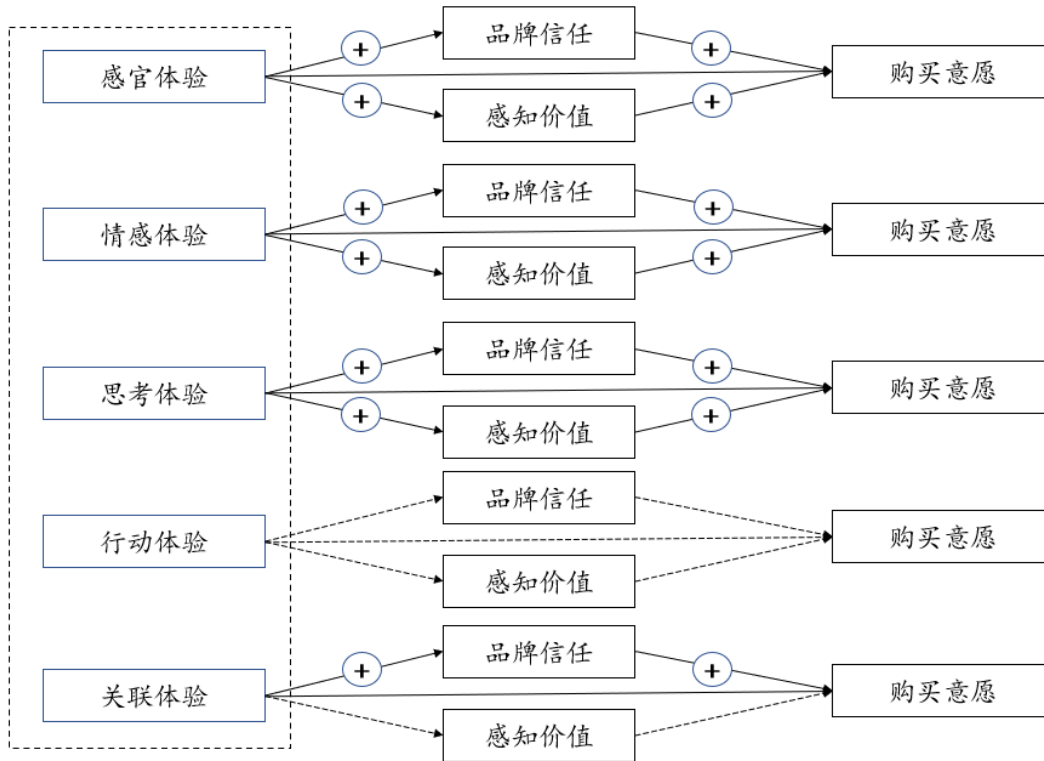 + 品牌信任 +
感官体验 购买意愿
+ 感知价值 +
+ 品牌信任 +
情感体验 购买意愿
+ 感知价值 +
+ 品牌信任 +
思考体验 购买意愿
+ 感知价值 +
品牌信任
行动体验 购买意愿
感知价值
+ 品牌信任 +
关联体验 购买意愿
感知价值